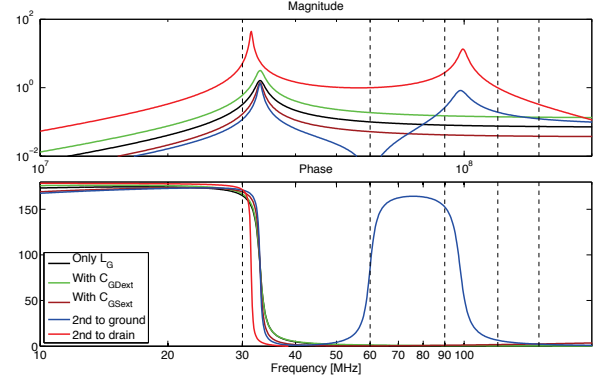 Magnitude
10^2
10^0
10^-2
10^7
10^8
Phase
150
100
50
0
Only L_G
With C_GDext
With C_GSext
2nd to ground
2nd to drain
10 20 30 40 50 60 70 80 90 100
Frequency [MHz]